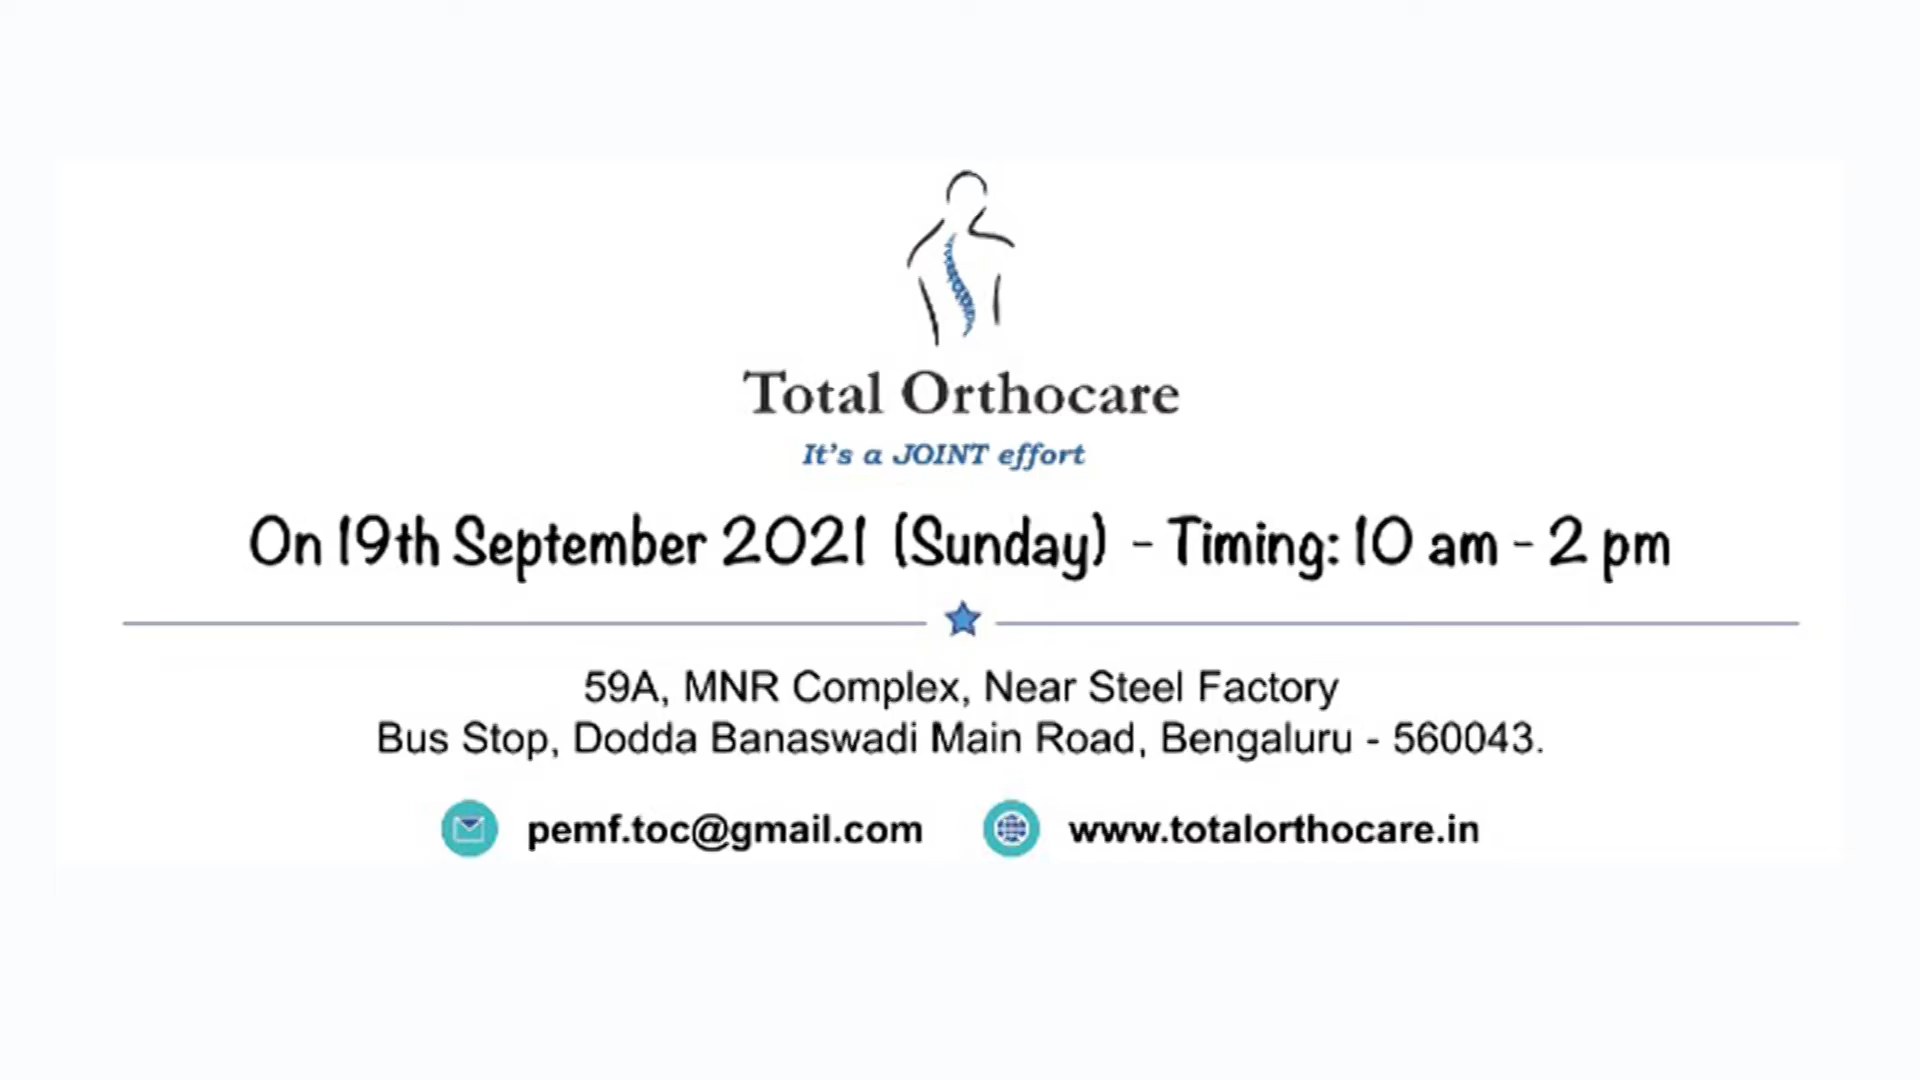 Total Orthocare
It's a JOINT effort
On 19th September 2021 (Sunday) - Timing: 10 am - 2 pm
59A, MNR Complex, Near Steel Factory
Bus Stop, Dodda Banaswadi Main Road, Bengaluru - 560043.
pemf.toc@gmail.com www.totalorthocare.in